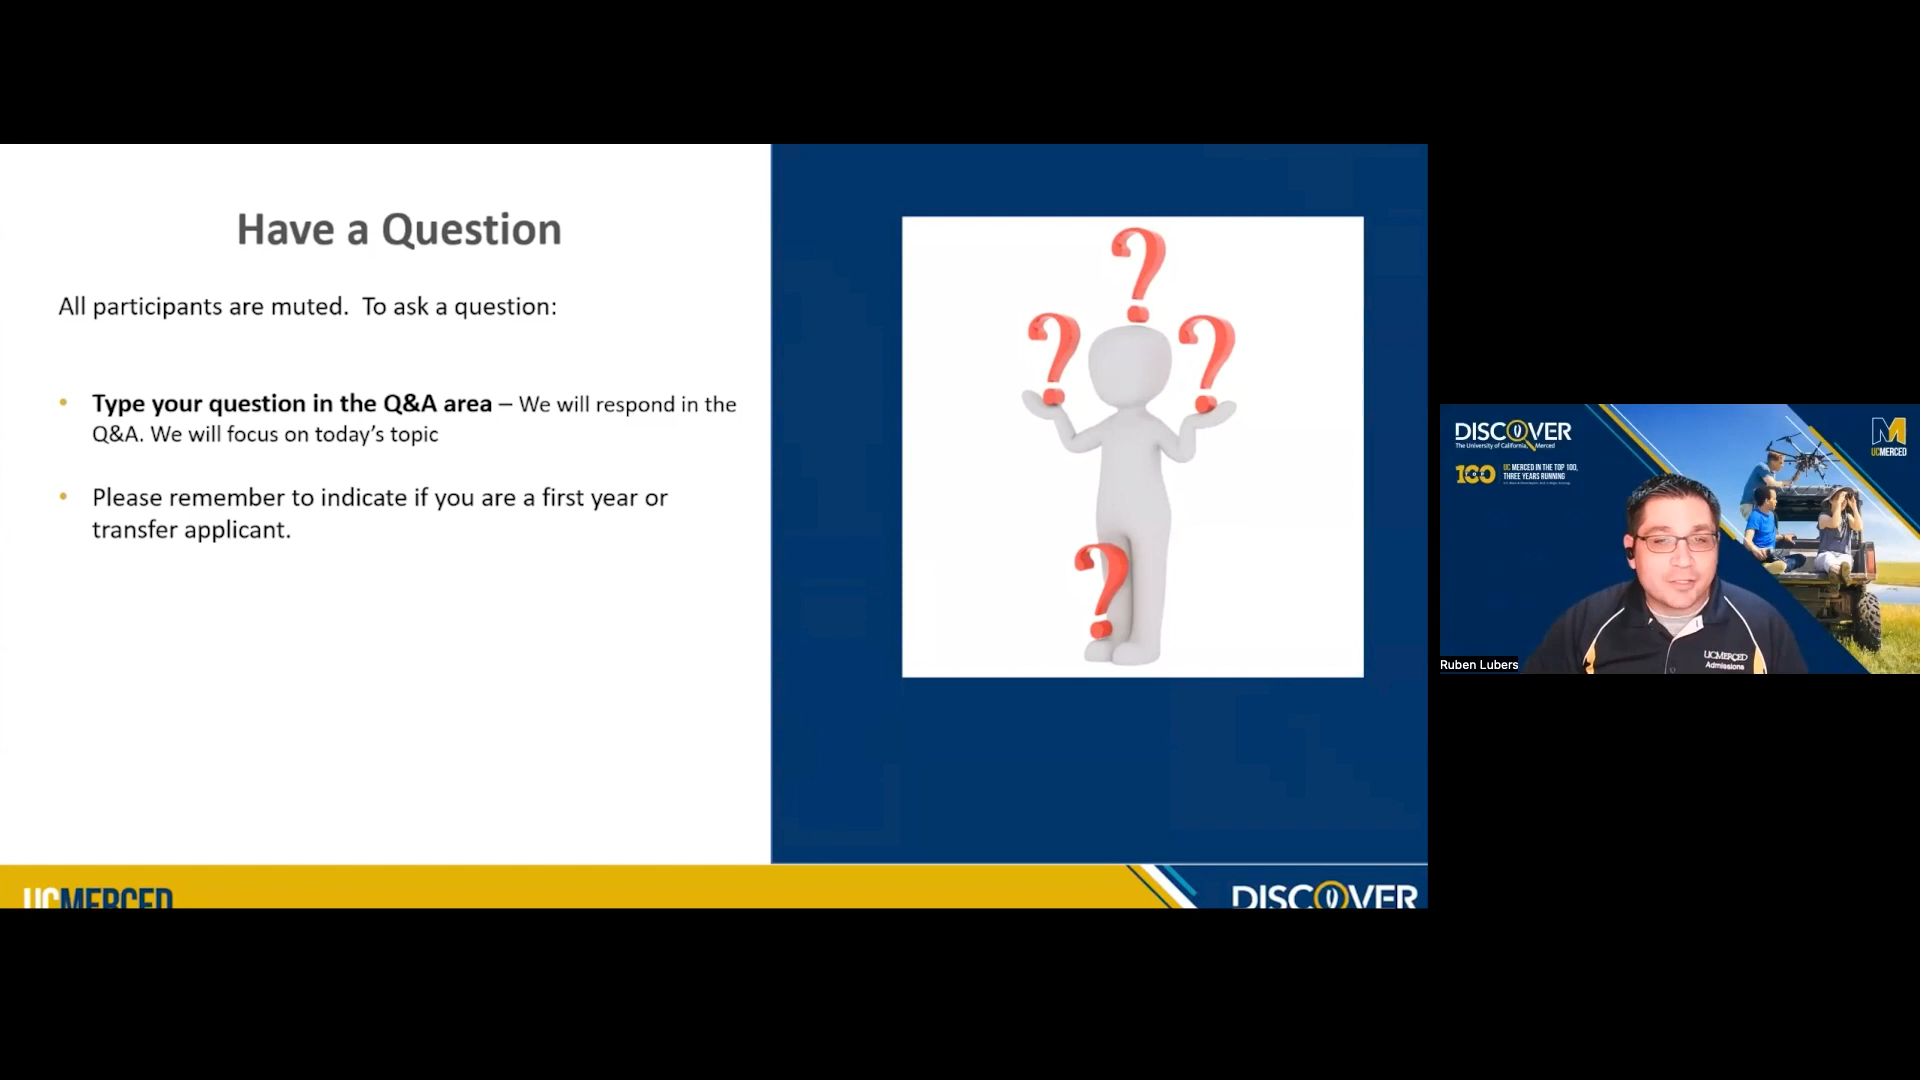 Have a Question
All participants are muted.  To ask a question:
• Type your question in the Q&A area – We will respond in the
Q&A. We will focus on today’s topic
• Please remember to indicate if you are a first year or
transfer applicant.
UCMERCED
DISCOVER
DISCOVER
The University of California, Merced
100
UC MERCED IN THE TOP 100,
THREE YEARS RUNNING
UCMERCED
UCMERCED
Admissions
Ruben Lubers